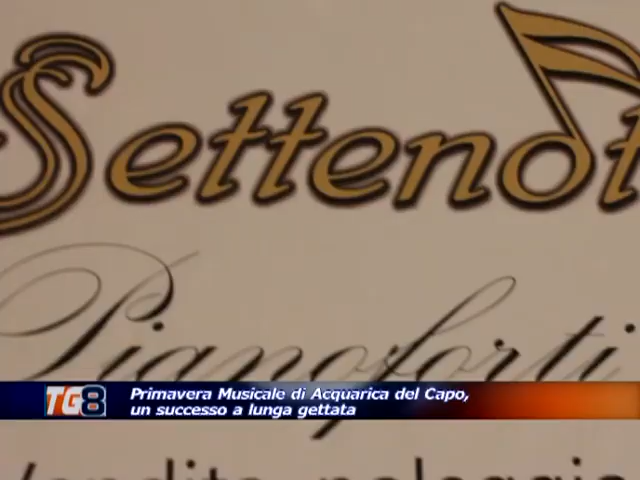 Settenot
Pianoforti
TG8
Primavera Musicale di Acquarica del Capo,
un successo a lunga gettata